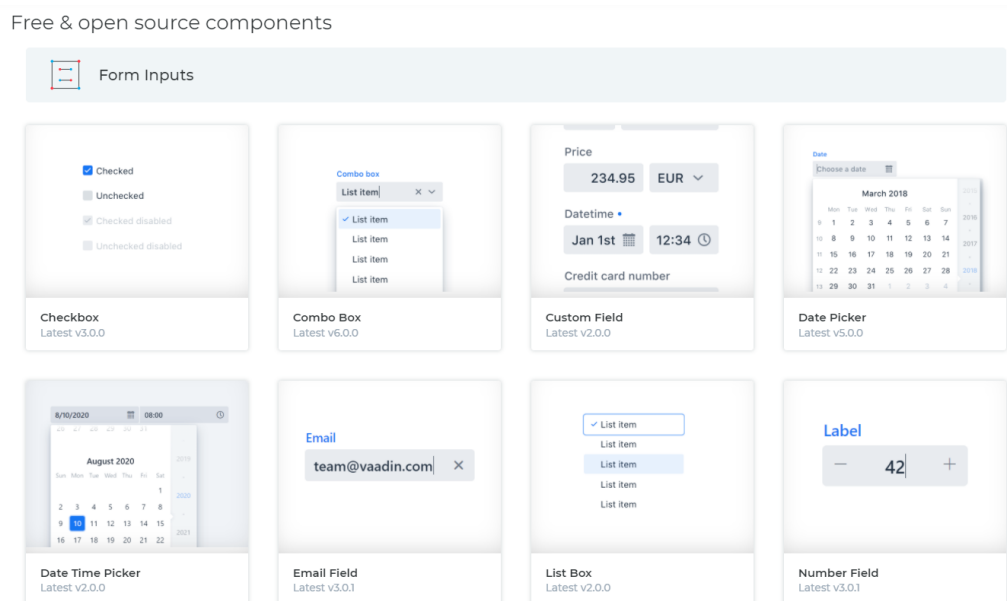 Free & open source components
Form Inputs
Checked
Unchecked
Checked disabled
Unchecked disabled
Checkbox
Latest v3.0.0
Combo box
List item
List item
List item
List item
List item
Combo Box
Latest v6.0.0
Price
234.95 EUR
Datetime •
Jan 1st 12:34
Credit card number
Custom Field
Latest v2.0.0
Date
Choose a date
March 2018
Mon Tue Wed Thu Fri Sat Sun
9 1 2 3 4 5 6 7
10 8 9 10 11 12 13 14
11 15 16 17 18 19 20 21
12 22 23 24 25 26 27 28
13 29 30 31 1 2 3 4
2015
2016
2017
2018
Date Picker
Latest v5.0.0
8/10/2020 08:00
August 2020
Sun Mon Tue Wed Thu Fri Sat
1
2 3 4 5 6 7 8
9 10 11 12 13 14 15
16 17 18 19 20 21 22
2019
2020
2021
Date Time Picker
Latest v2.0.0
Email
team@vaadin.com
Email Field
Latest v3.0.1
List item
List item
List item
List item
List item
List Box
Latest v2.0.0
Label
42
Number Field
Latest v3.0.1